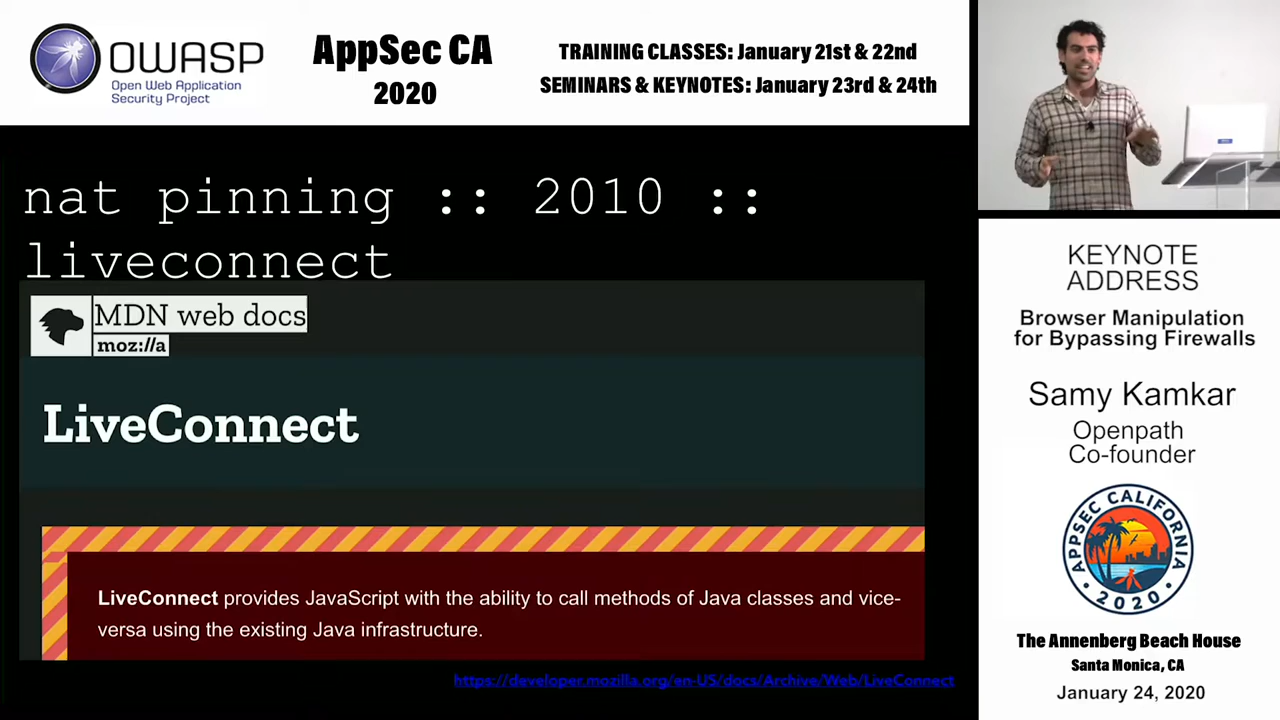 OWASP
Open Web Application
Security Project
AppSec CA
2020
TRAINING CLASSES: January 21st & 22nd
SEMINARS & KEYNOTES: January 23rd & 24th
nat pinning :: 2010 ::
liveconnect
MDN web docs
moz://a
LiveConnect
LiveConnect provides JavaScript with the ability to call methods of Java classes and vice-
versa using the existing Java infrastructure.
https://developer.mozilla.org/en-US/docs/Archive/Web/LiveConnect
KEYNOTE
ADDRESS
Browser Manipulation
for Bypassing Firewalls
Samy Kamkar
Openpath
Co-founder
APPSEC CALIFORNIA
2020
The Annenberg Beach House
Santa Monica, CA
January 24, 2020